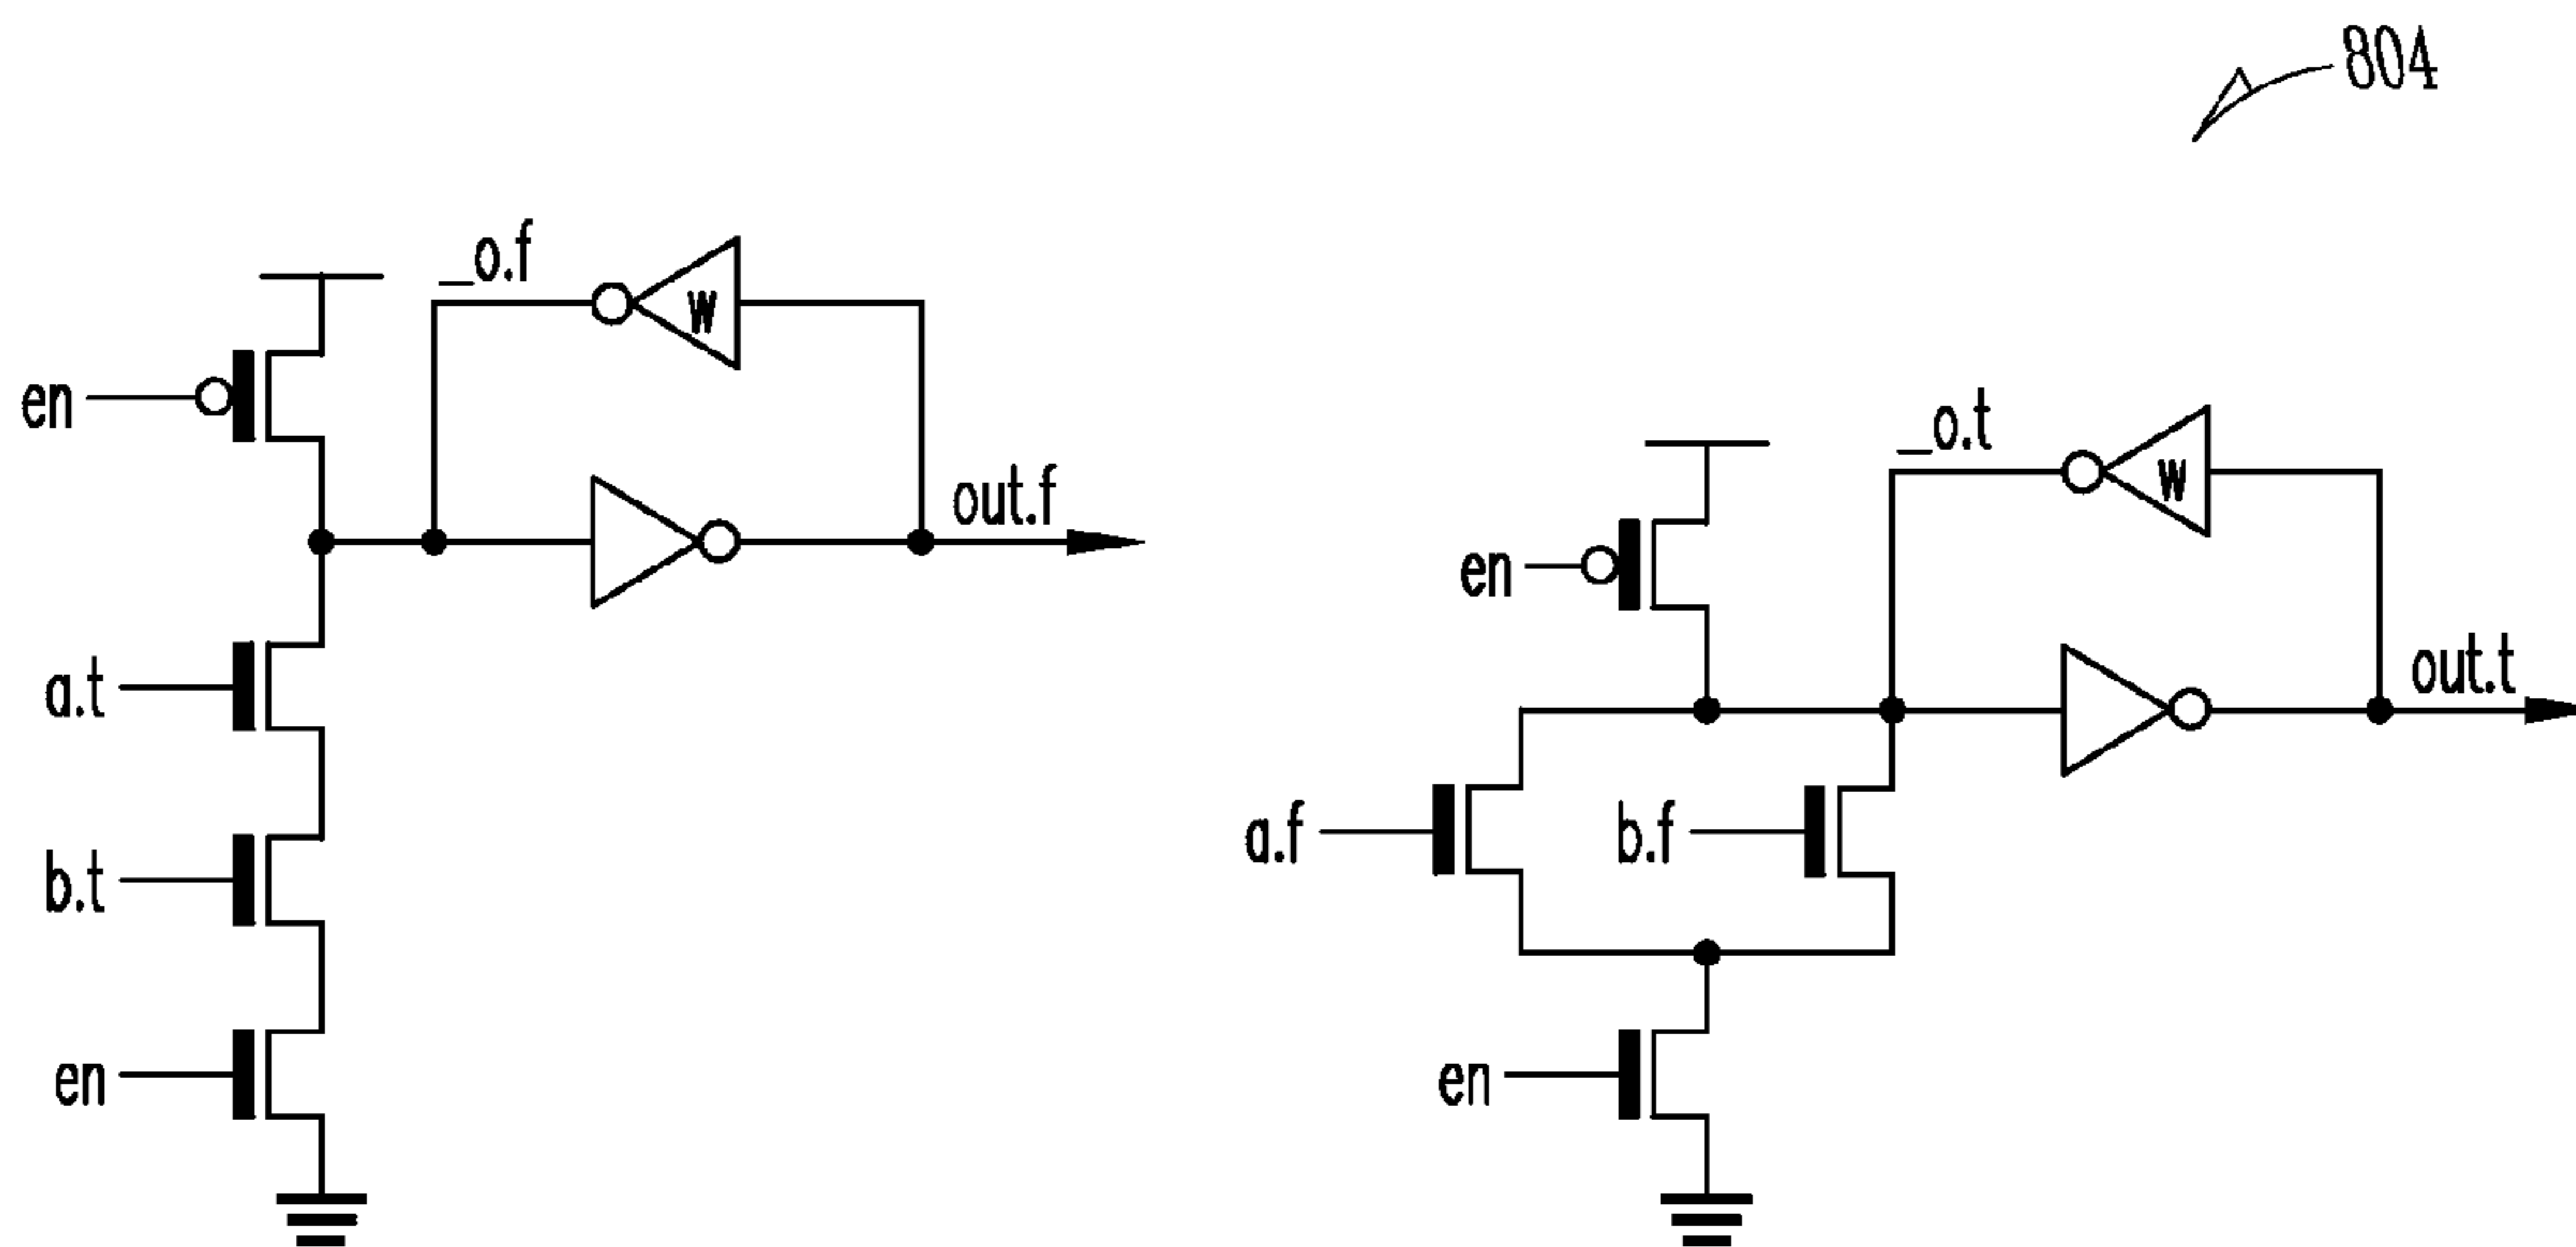 804
_o.f
w
en
out.f
a.t
b.t
en
_o.t
w
en
out.t
a.f
b.f
en